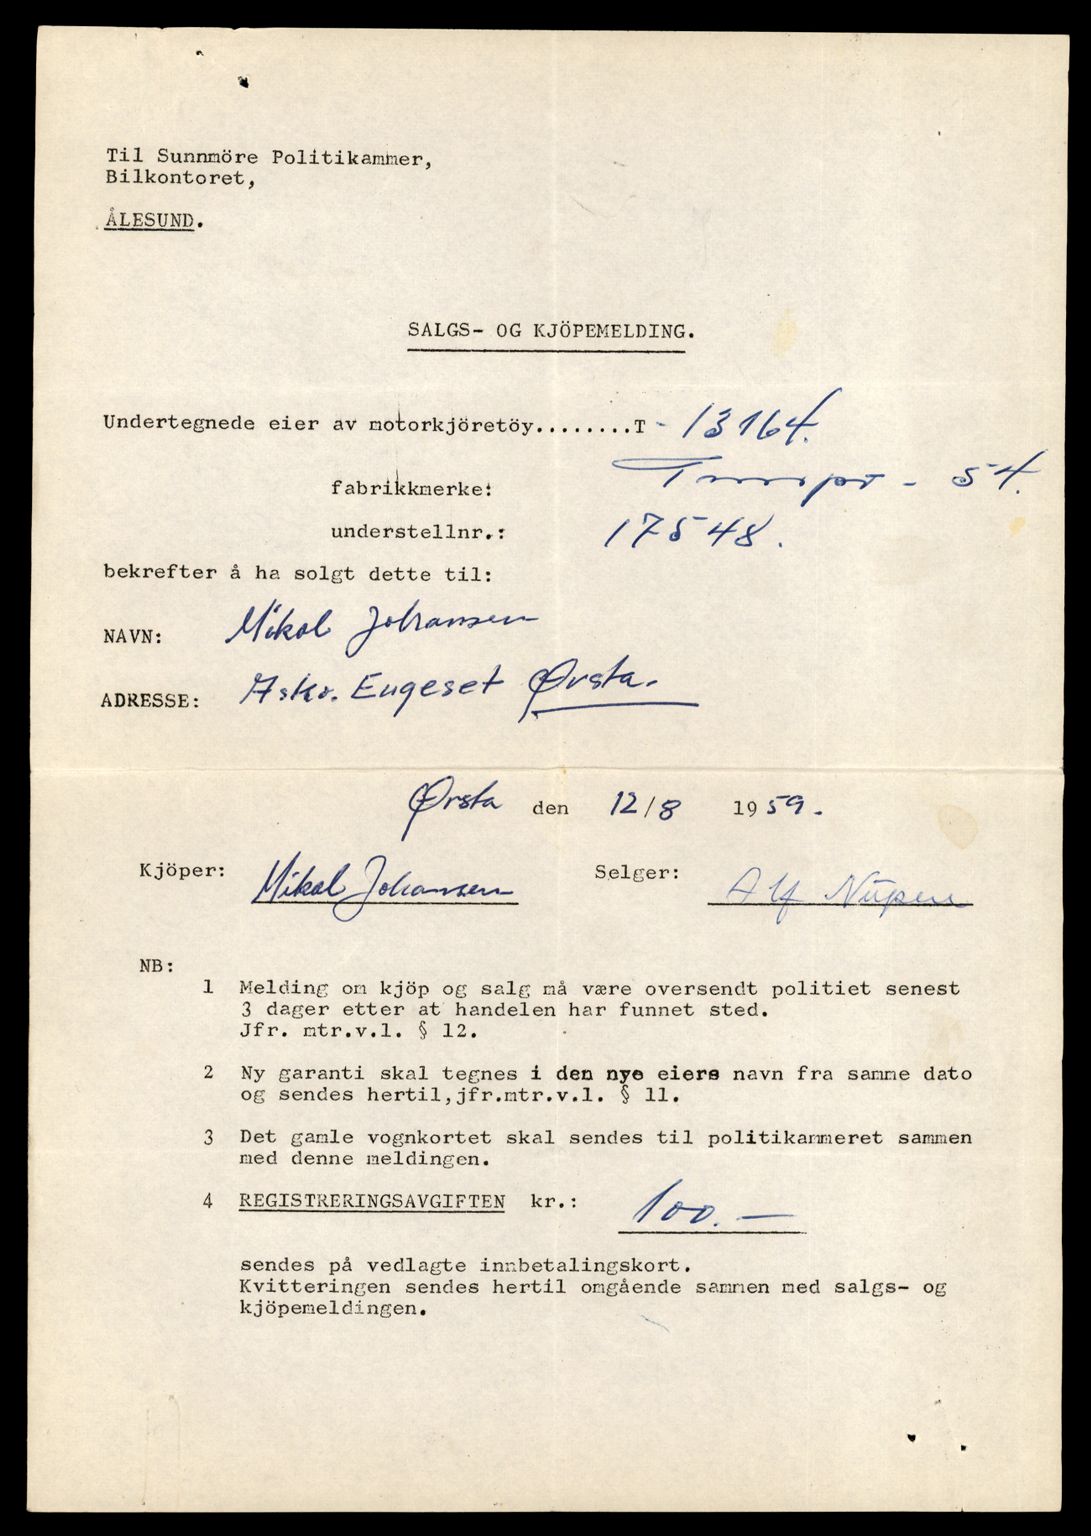 Til Sunnmöre Politikammer,
Bilkontoret,
ÅLESUND.
SALGS- OG KJÖPEMELDING.
Undertegnede eier av motorkjöretöy........T - 13164.
fabrikkmerke: Tempo - 54.
understellnr.: 17548.
bekrefter å ha solgt dette til:
NAVN: Mikal Johansen
ADRESSE: Engeset Ørsta.
Ørsta den 12/8 1959.
Kjöper: Mikal Johansen Selger: Alf
NB:
1 Melding om kjöp og salg må være oversendt politiet senest
3 dager etter at handelen har funnet sted.
Jfr. mtr.v.l. § 12.
2 Ny garanti skal tegnes i den nye eiers navn fra samme dato
og sendes hertil,jfr.mtr.v.l. § 11.
3 Det gamle vognkortet skal sendes til politikammeret sammen
med denne meldingen.
4 REGISTRERINGSAVGIFTEN kr.: 100.—
sendes på vedlagte innbetalingskort.
Kvitteringen sendes hertil omgående sammen med salgs- og
kjöpemeldingen.